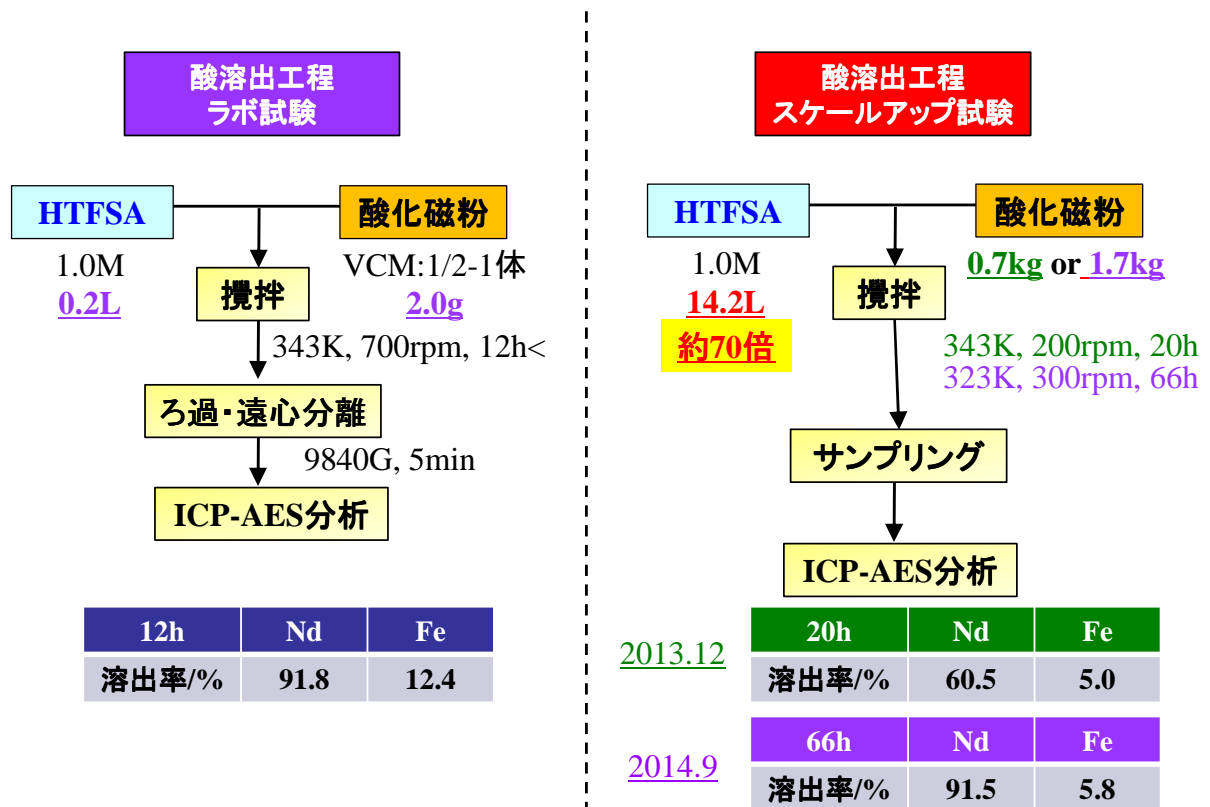 酸溶出工程
ラボ試験
HTFSA
酸化磁粉
1.0M
0.2L
VCM:1/2-1体
2.0g
攪拌
343K, 700rpm, 12h<
ろ過・遠心分離
9840G, 5min
ICP-AES分析
12h Nd Fe
溶出率/% 91.8 12.4
酸溶出工程
スケールアップ試験
HTFSA
酸化磁粉
1.0M
14.2L
約70倍
0.7kg or 1.7kg
攪拌
343K, 200rpm, 20h
323K, 300rpm, 66h
サンプリング
ICP-AES分析
2013.12
20h Nd Fe
溶出率/% 60.5 5.0
2014.9
66h Nd Fe
溶出率/% 91.5 5.8